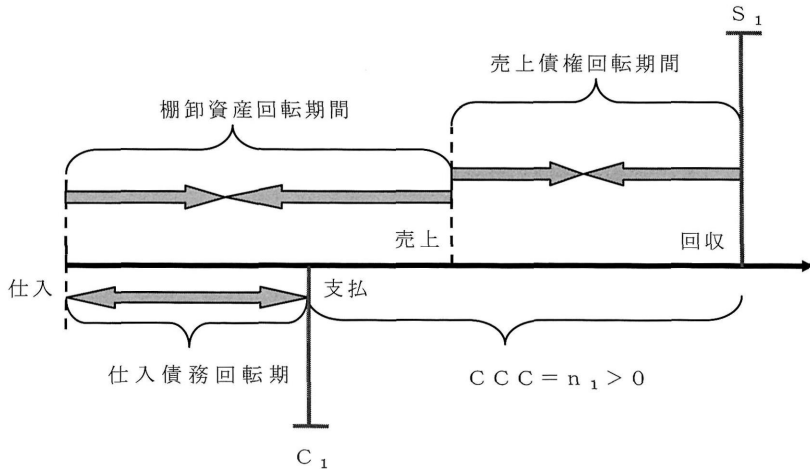 S₁
売上債権回転期間
棚卸資産回転期間
売上
回収
仕入
支払
仕入債務回転期
CCC=n₁>0
C₁